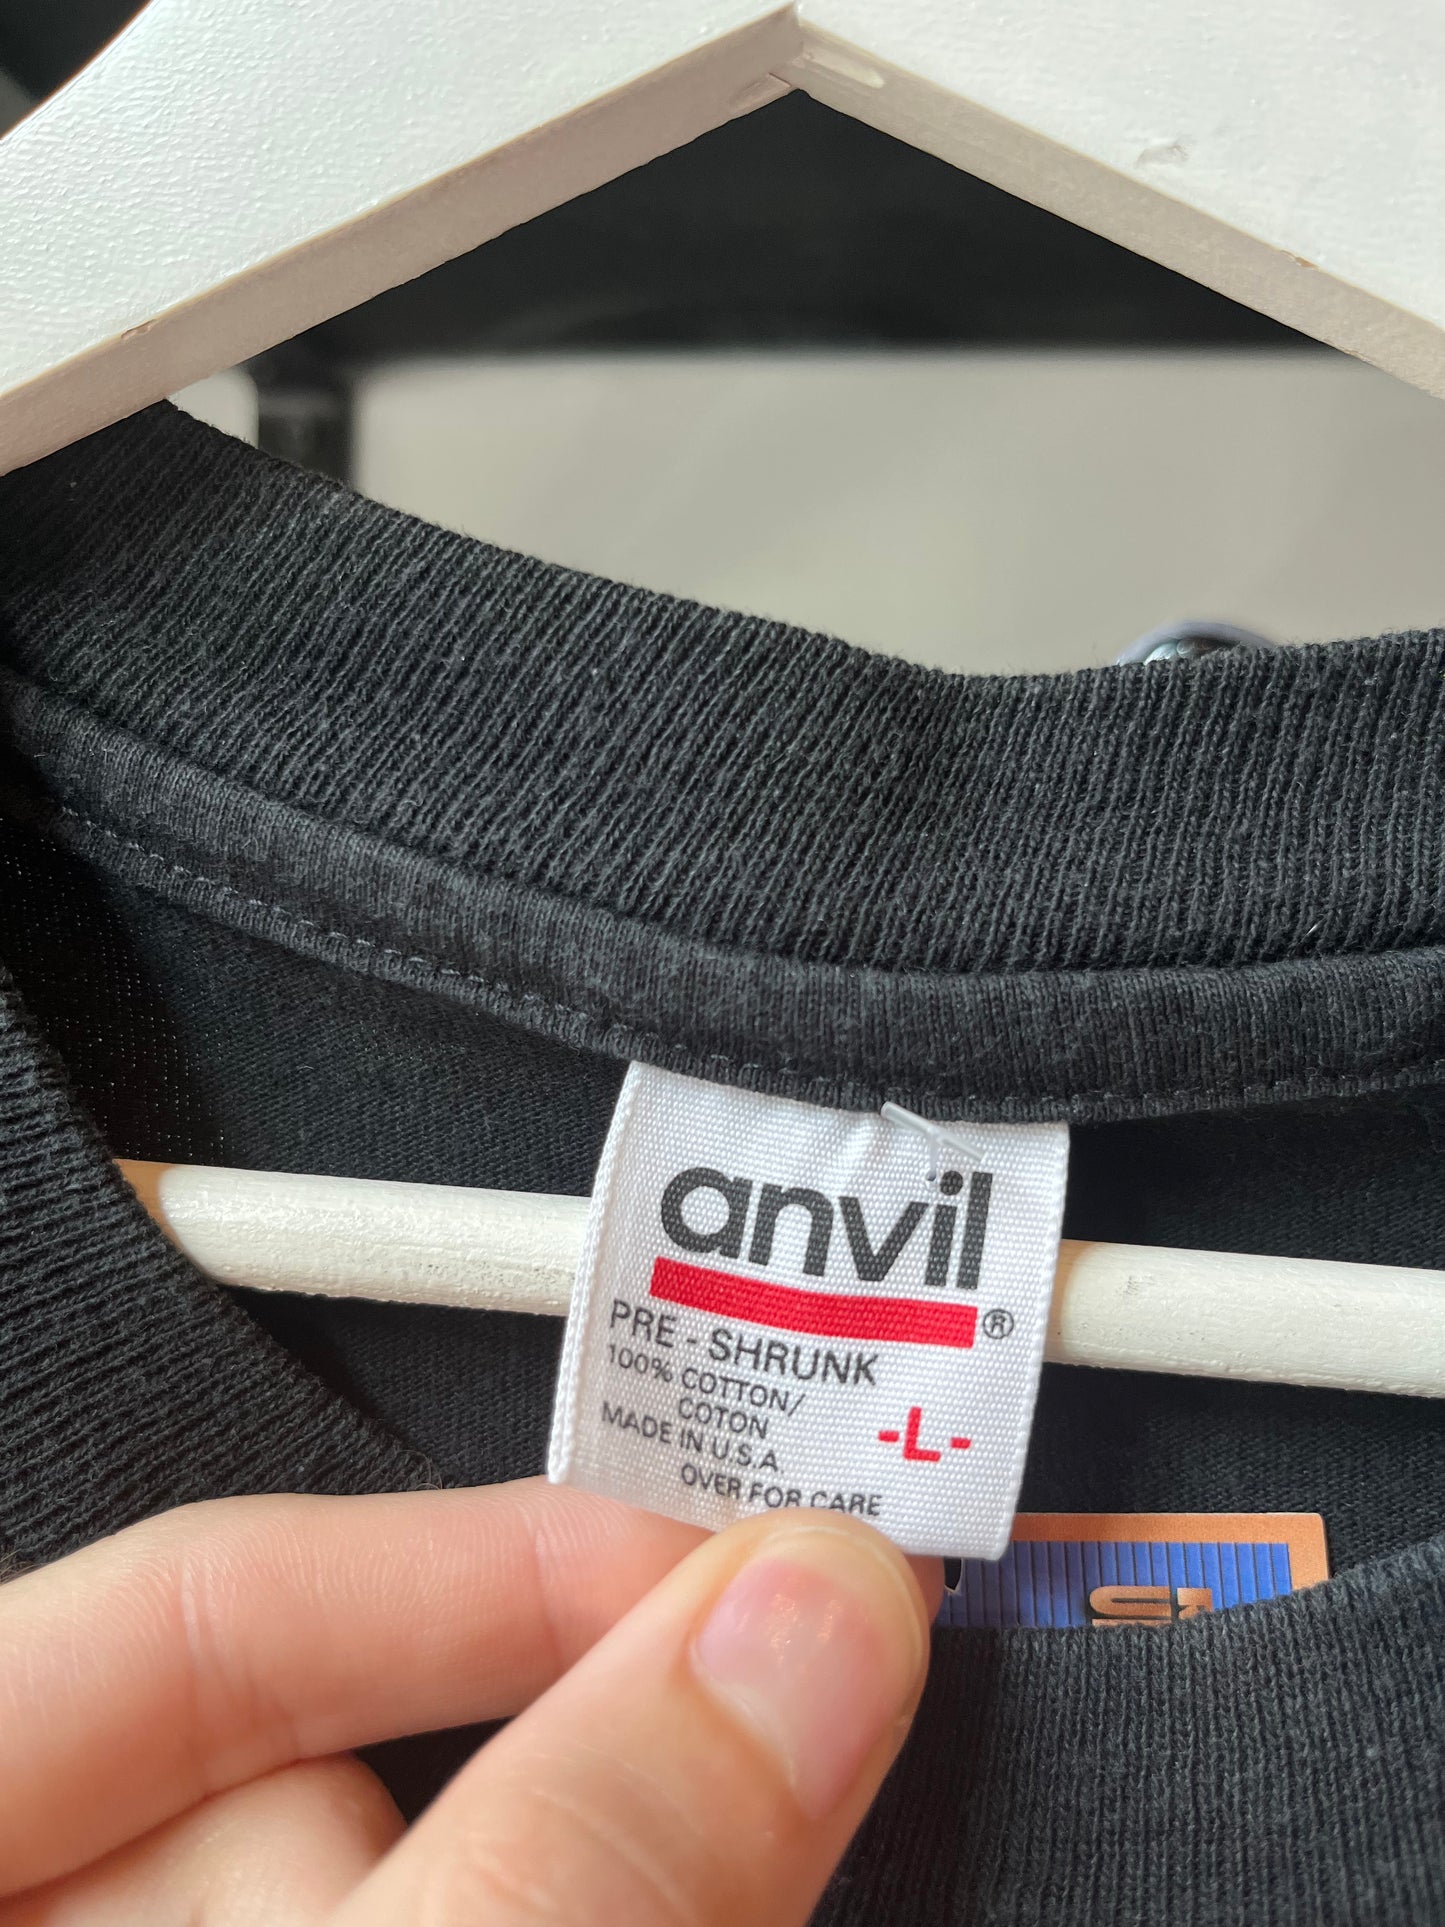 anvil
®
PRE - SHRUNK
100% COTTON/
COTON
MADE IN U.S.A.
OVER FOR CARE
-L-